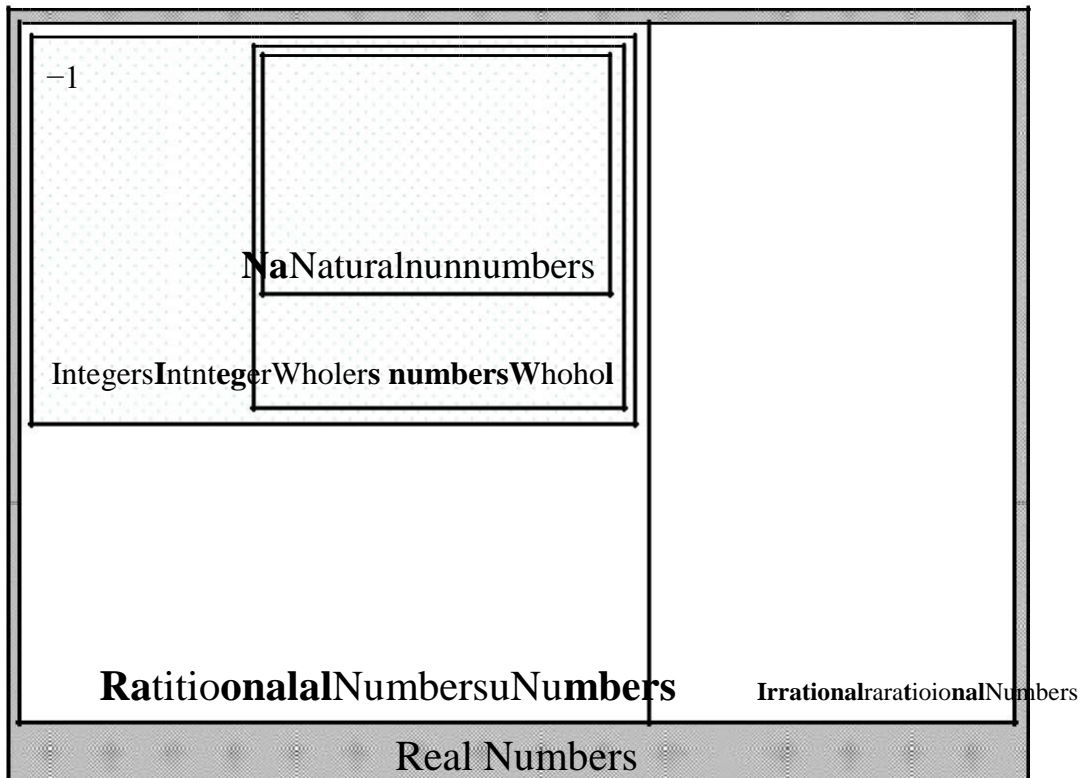 −1
NaNaturalnunnumbers
IntegersIntntegerWholers numbersWhohol
RatitioonalalNumbersuNumbers
IrrationalraratioionalNumbers
Real Numbers